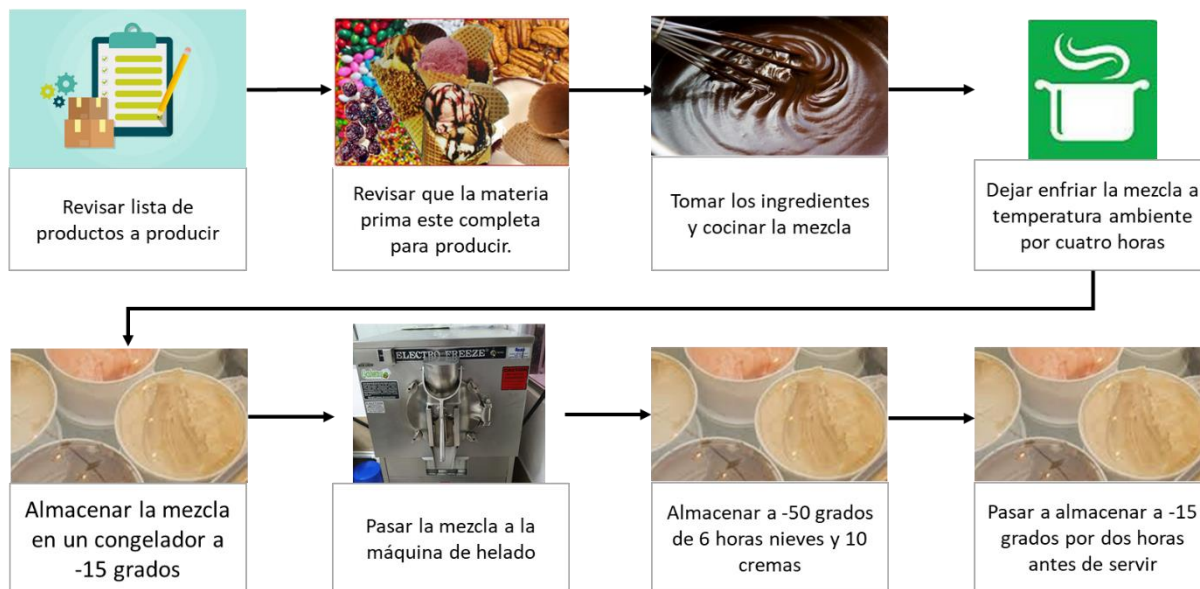 Revisar lista de
productos a producir
Revisar que la materia
prima este completa
para producir.
Tomar los ingredientes
y cocinar la mezcla
Dejar enfriar la mezcla a
temperatura ambiente
por cuatro horas
Almacenar la mezcla
en un congelador a
-15 grados
ELECTRO FREEZE
Pasar la mezcla a la
máquina de helado
Almacenar a -50 grados
de 6 horas nieves y 10
cremas
Pasar a almacenar a -15
grados por dos horas
antes de servir